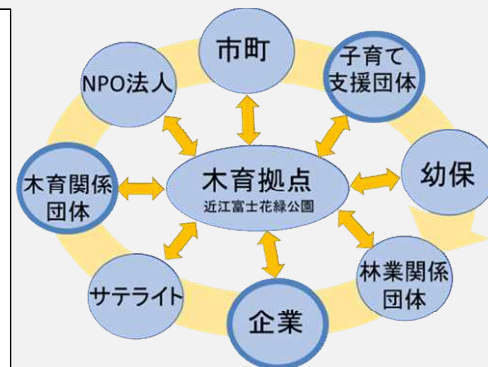 市町
子育て
支援団体
NPO法人
幼保
木育関係
団体
木育拠点
近江富士花緑公園
サテライト
林業関係
団体
企業